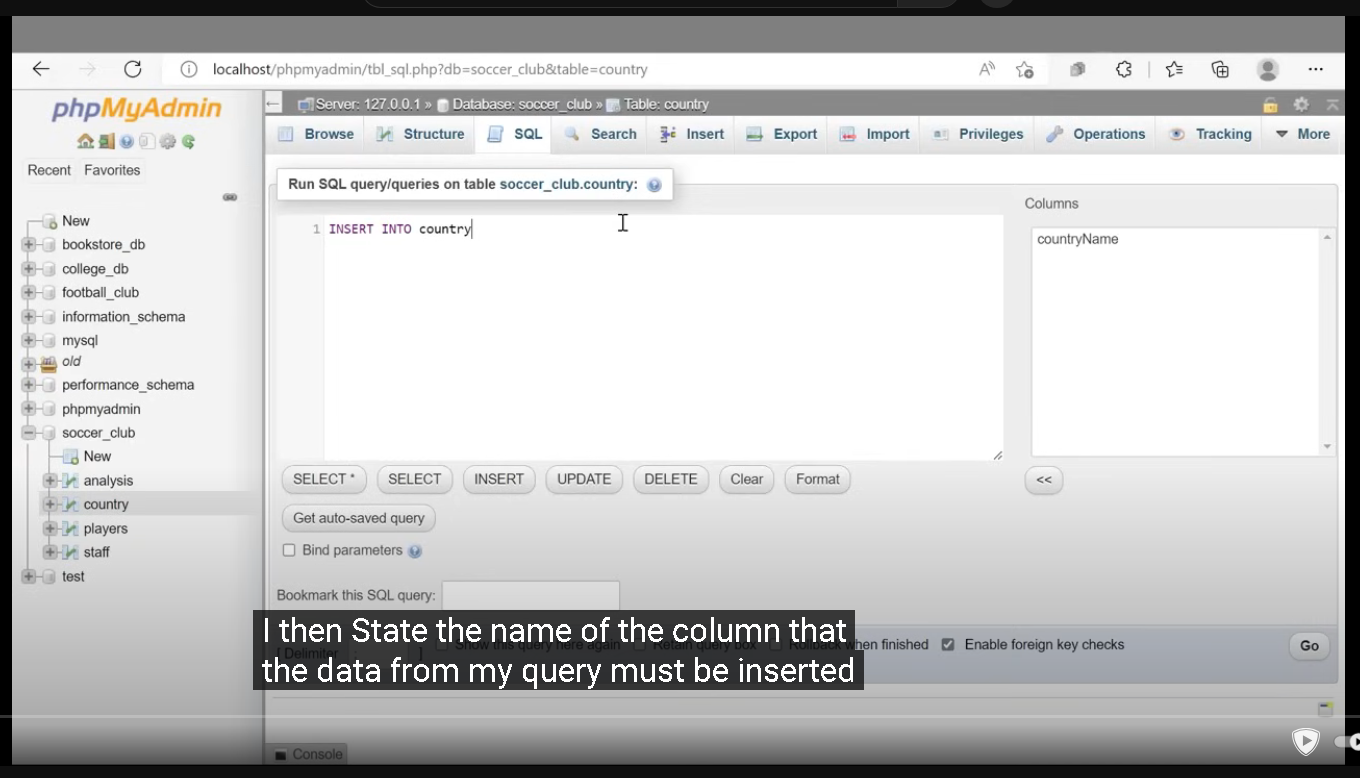 localhost/phpmyadmin/tbl_sql.php?db=soccer_club&table=country
phpMyAdmin
Recent Favorites
New
bookstore_db
college_db
football_club
information_schema
mysql
old
performance_schema
phpmyadmin
soccer_club
New
analysis
country
players
staff
test
Server: 127.0.0.1 » Database: soccer_club » Table: country
Browse Structure SQL Search Insert Export Import Privileges Operations Tracking More
Run SQL query/queries on table soccer_club.country:
1 INSERT INTO country
Columns
countryName
SELECT * SELECT INSERT UPDATE DELETE Clear Format <<
Get auto-saved query
Bind parameters
Bookmark this SQL query:
[ Delimiter ; ] Show this query here again Retain query box Rollback when finished Enable foreign key checks Go
I then State the name of the column that
the data from my query must be inserted
Console